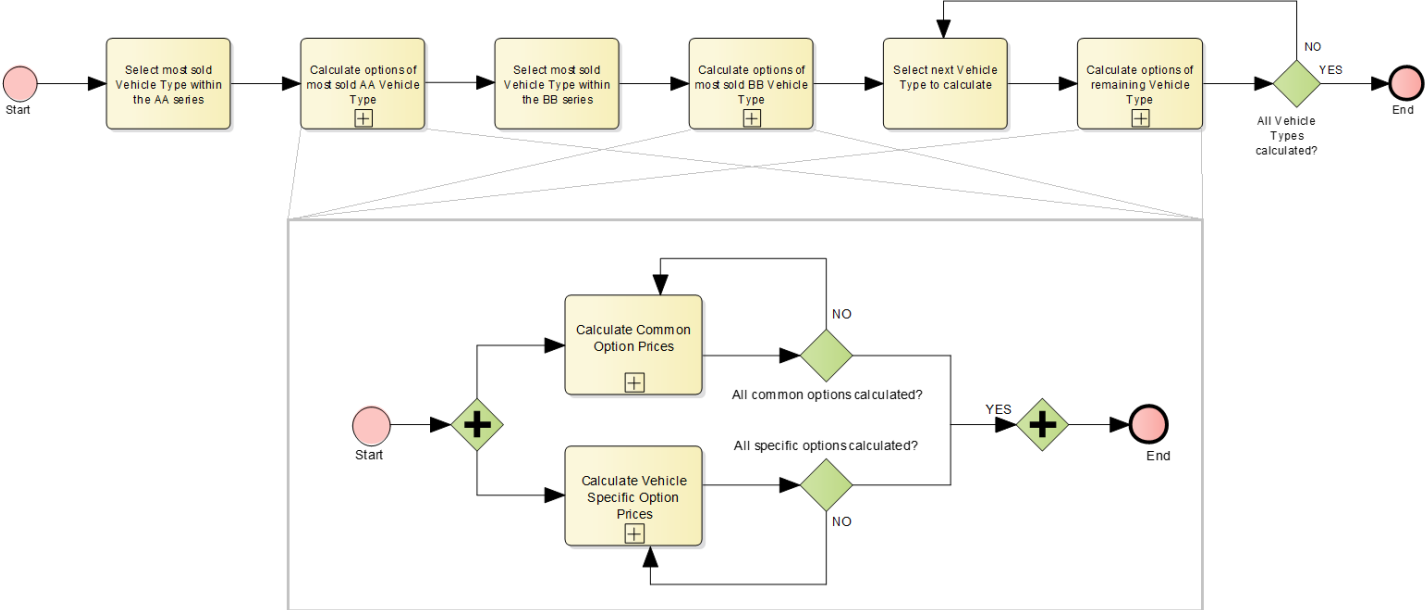 Start
Select most sold
Vehicle Type within
the AA series
Calculate options of
most sold AA Vehicle
Type
Select most sold
Vehicle Type within
the BB series
Calculate options of
most sold BB Vehicle
Type
Select next Vehicle
Type to calculate
Calculate options of
remaining Vehicle
Type
NO
YES
All Vehicle
Types
calculated?
End
Calculate Common
Option Prices
NO
All common options calculated?
Start
YES
End
All specific options calculated?
Calculate Vehicle
Specific Option
Prices
NO